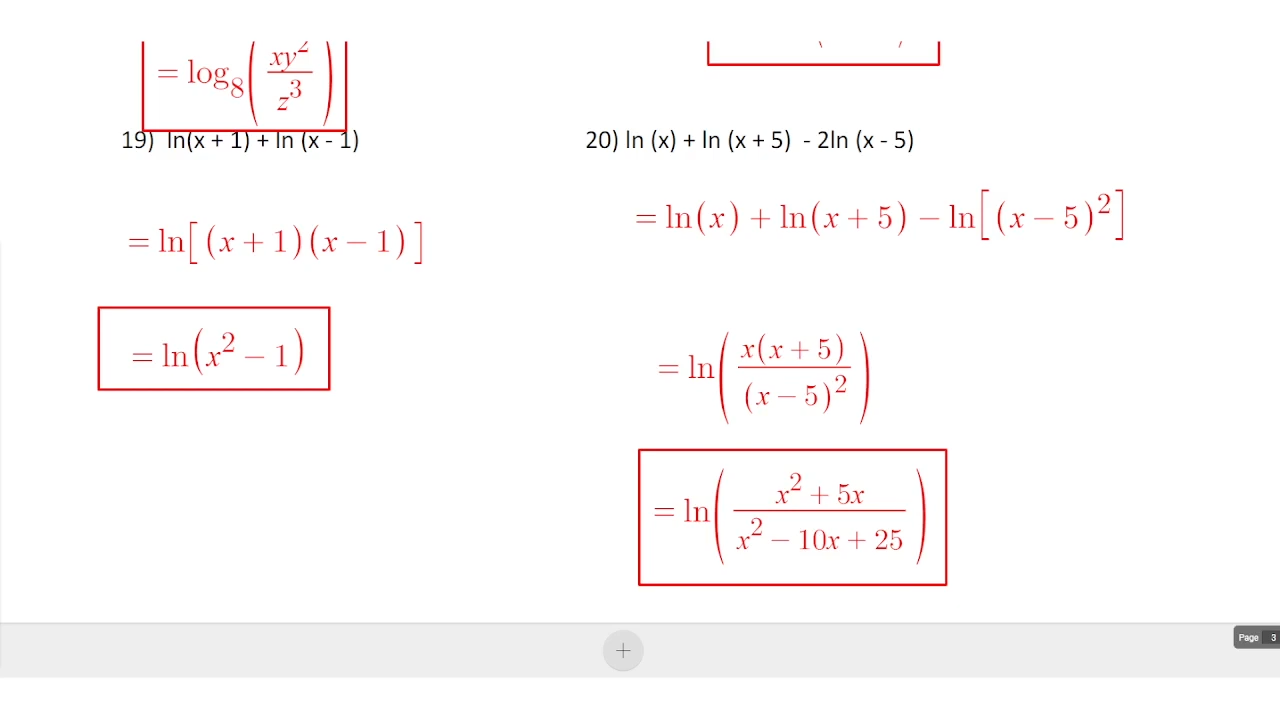 = log₈(xy²/z³)
19) ln(x + 1) + ln (x - 1)
= ln[(x + 1)(x − 1)]
= ln(x² − 1)
20) ln (x) + ln (x + 5) - 2ln (x - 5)
= ln(x) + ln(x + 5) − ln[(x − 5)²]
= ln(x(x + 5)/(x − 5)²)
= ln(x² + 5x/x² − 10x + 25)
Page 3